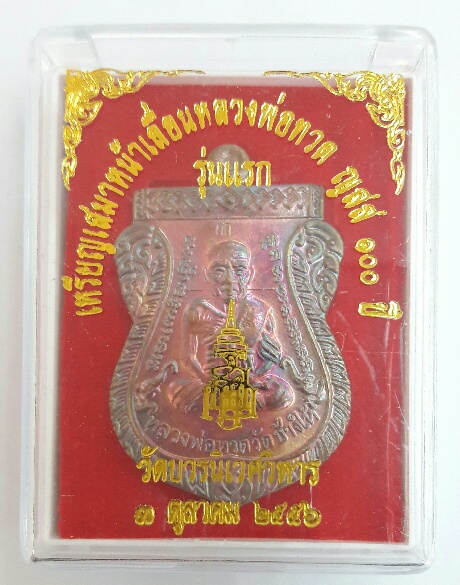 เหรียญเสมาหน้าเลื่อนหลวงพ่อทวด ญสส ๑๐๐ ปี
รุ่นแรก
หลวงพ่อทวดวัดช้างให้
วัดบวรนิเวศวิหาร
๓ ตุลาคม ๒๕๕๖